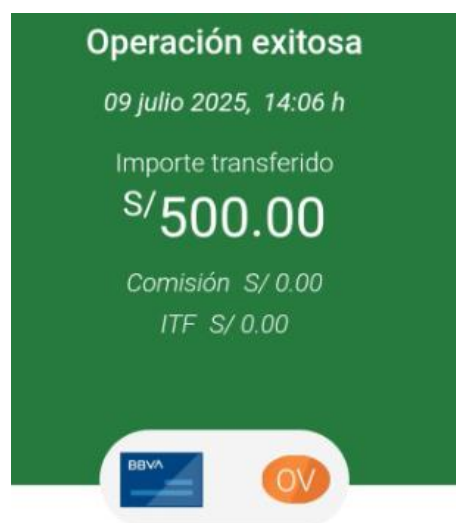 Operación exitosa
09 julio 2025, 14:06 h
Importe transferido
S/500.00
Comisión S/ 0.00
ITF S/ 0.00
BBVA
OV